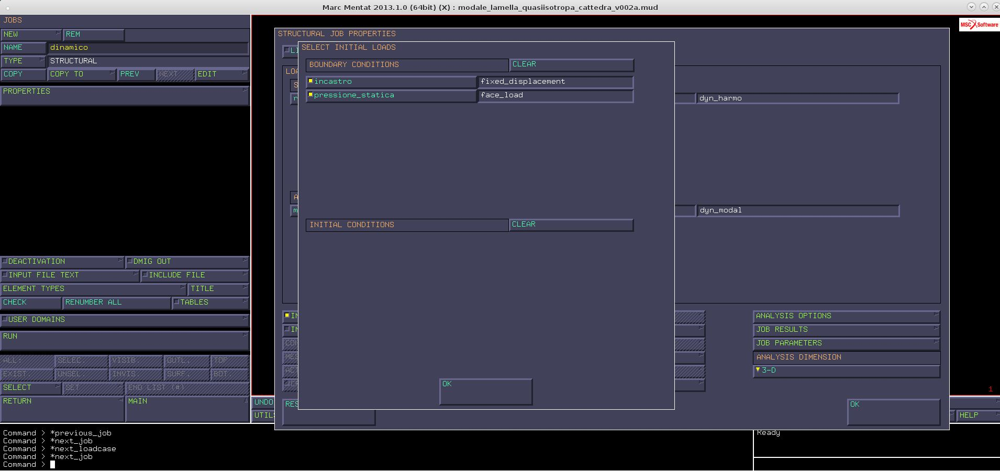 Marc Mentat 2013.1.0 (64bit) (X) : modale_lamella_quasiisotropa_cattedra_v002a.mud
MSC Software
JOBS
NEW REM
NAME dinamico
TYPE STRUCTURAL
COPY COPY TO PREV NEXT EDIT
PROPERTIES
DEACTIVATION DMIG OUT
INPUT FILE TEXT INCLUDE FILE
ELEMENT TYPES TITLE
CHECK RENUMBER ALL TABLES
USER DOMAINS
RUN
ALL: SELEC. VISIB. OUTL. TOP
EXIST. UNSEL. INVIS. SURF. BOT
SELECT SET END LIST (#)
RETURN MAIN
STRUCTURAL JOB PROPERTIES
LI
LOA
S
r dyn_harmo
A
m dyn_modal
SELECT INITIAL LOADS
BOUNDARY CONDITIONS CLEAR
incastro fixed_displacement
pressione_statica face_load
INITIAL CONDITIONS CLEAR
OK
IN
IN
CON
MES
ACT
CR
RES
ANALYSIS OPTIONS
JOB RESULTS
JOB PARAMETERS
ANALYSIS DIMENSION
3-D
OK
1
UNDO
UTILS
HELP
Command > *previous_job
Command > *next_job
Command > *next_loadcase
Command > *next_job
Command >
Ready